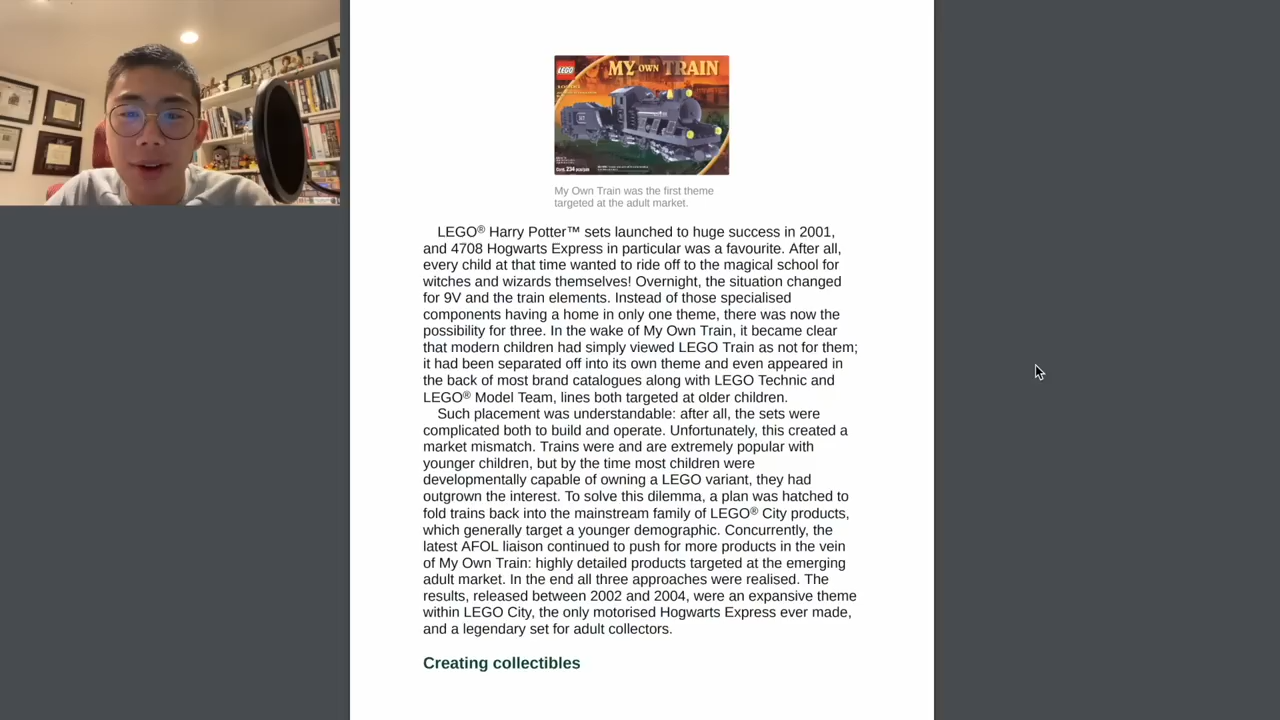 LEGO
MY OWN TRAIN
My Own Train was the first theme
targeted at the adult market.
LEGO® Harry Potter™ sets launched to huge success in 2001,
and 4708 Hogwarts Express in particular was a favourite. After all,
every child at that time wanted to ride off to the magical school for
witches and wizards themselves! Overnight, the situation changed
for 9V and the train elements. Instead of those specialised
components having a home in only one theme, there was now the
possibility for three. In the wake of My Own Train, it became clear
that modern children had simply viewed LEGO Train as not for them;
it had been separated off into its own theme and even appeared in
the back of most brand catalogues along with LEGO Technic and
LEGO® Model Team, lines both targeted at older children.
Such placement was understandable: after all, the sets were
complicated both to build and operate. Unfortunately, this created a
market mismatch. Trains were and are extremely popular with
younger children, but by the time most children were
developmentally capable of owning a LEGO variant, they had
outgrown the interest. To solve this dilemma, a plan was hatched to
fold trains back into the mainstream family of LEGO® City products,
which generally target a younger demographic. Concurrently, the
latest AFOL liaison continued to push for more products in the vein
of My Own Train: highly detailed products targeted at the emerging
adult market. In the end all three approaches were realised. The
results, released between 2002 and 2004, were an expansive theme
within LEGO City, the only motorised Hogwarts Express ever made,
and a legendary set for adult collectors.
Creating collectibles